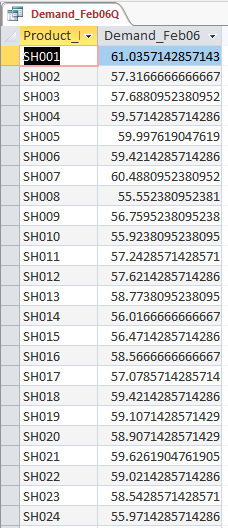 Demand_Feb06Q
Product_I Demand_Feb06
SH001 61.0357142857143
SH002 57.3166666666667
SH003 57.6880952380952
SH004 59.5714285714286
SH005 59.997619047619
SH006 59.4214285714286
SH007 60.4880952380952
SH008 55.552380952381
SH009 56.7595238095238
SH010 55.9238095238095
SH011 57.2428571428571
SH012 57.6214285714286
SH013 58.7738095238095
SH014 56.0166666666667
SH015 56.4714285714286
SH016 58.5666666666667
SH017 57.0785714285714
SH018 59.4214285714286
SH019 59.1071428571429
SH020 58.9071428571429
SH021 59.6261904761905
SH022 59.0214285714286
SH023 58.5428571428571
SH024 55.9714285714286